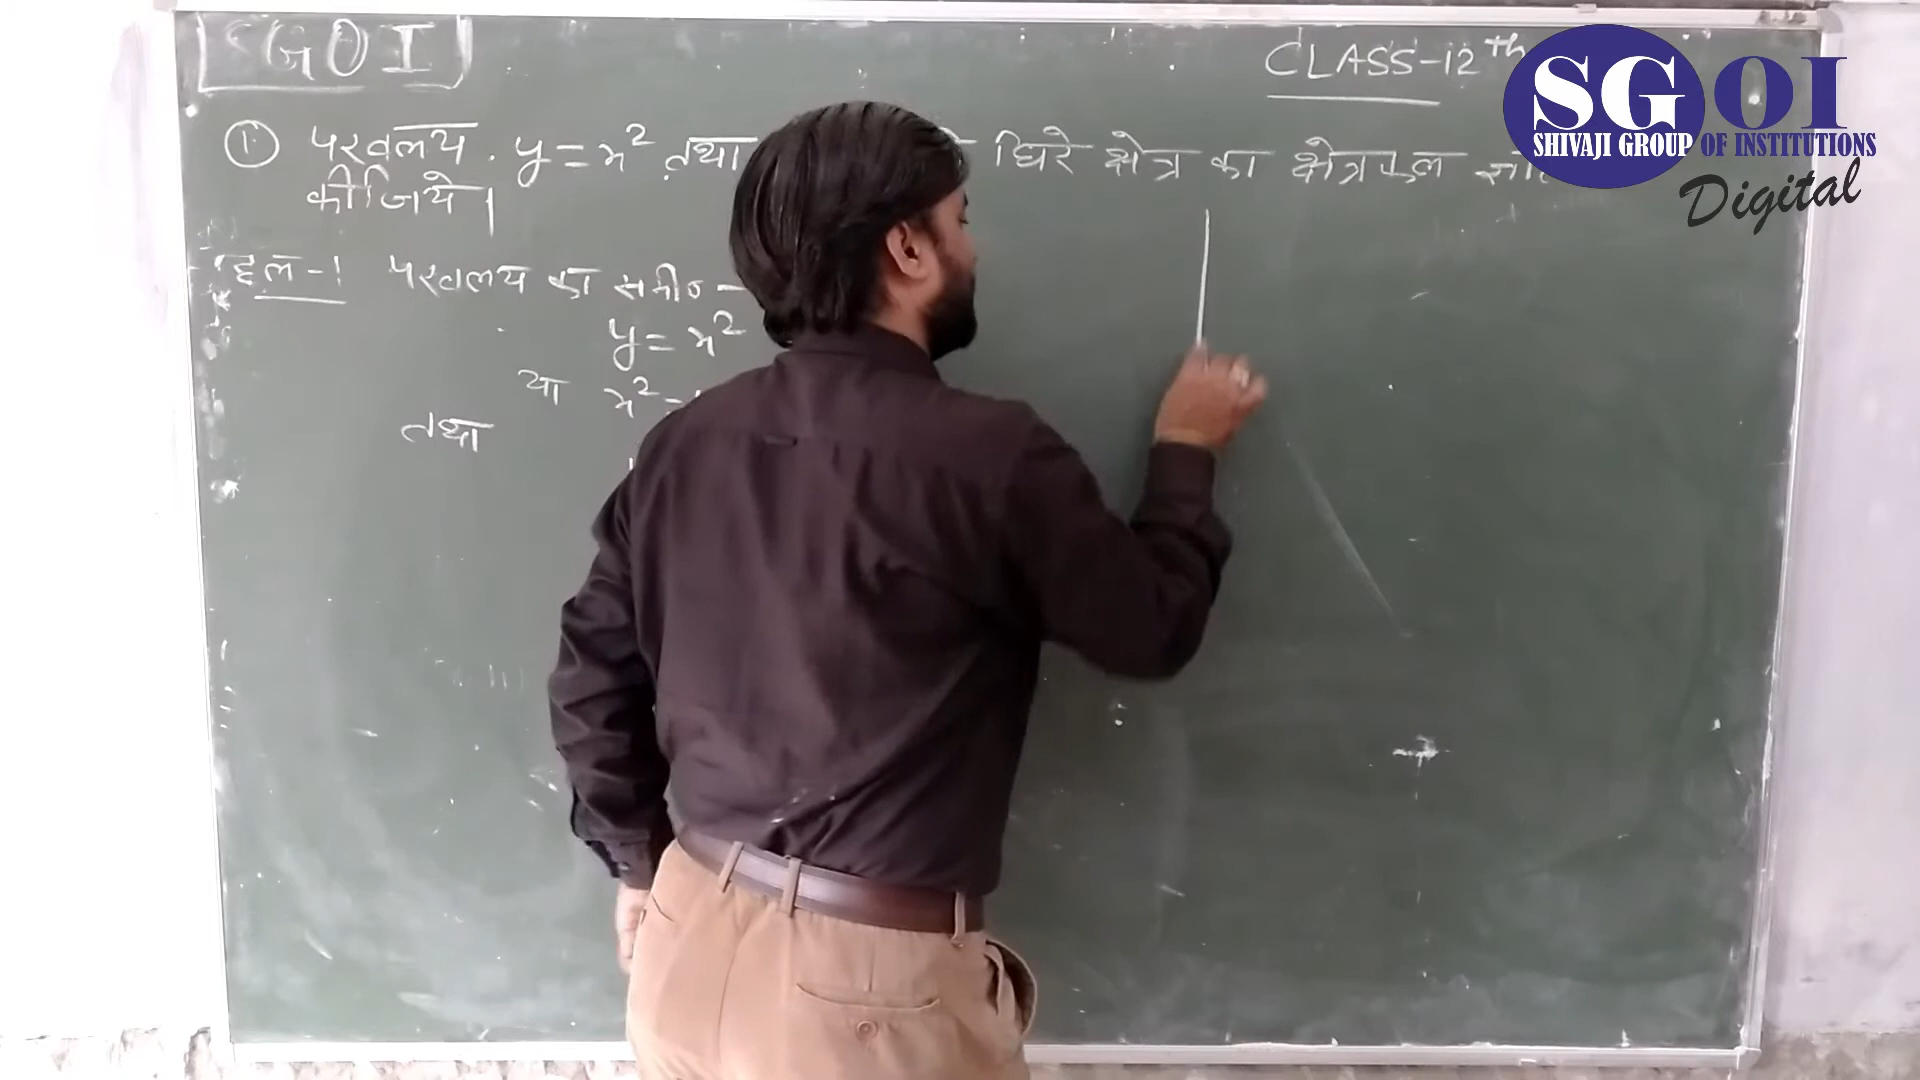 SGOI
CLASS-12th
① परवलय y = x² तथा घिरे क्षेत्र का क्षेत्रफल
कीजिये।
हल-1 परवलय का समी० -
y = x²
या x² =
तथा
SGOI
SHIVAJI GROUP OF INSTITUTIONS
Digital